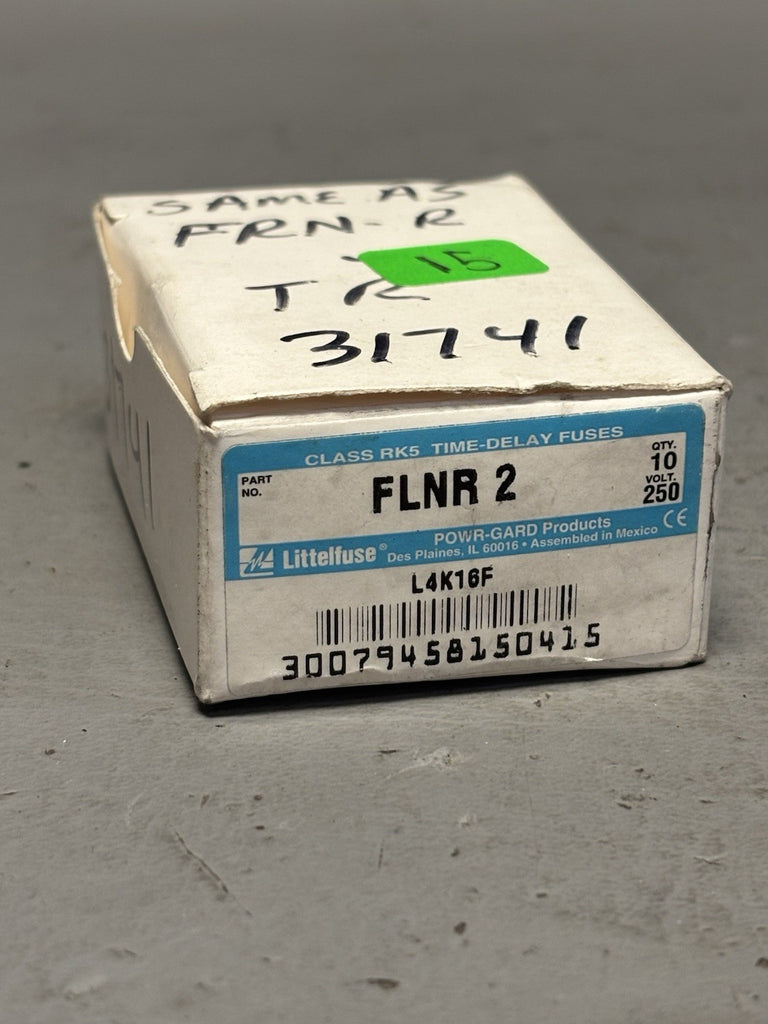 SAME AS
FRN-R
15
T
31741
CLASS RK5 TIME-DELAY FUSES
PART
NO.
FLNR 2
QTY.
10
VOLT.
250
Littelfuse®
POWR-GARD Products
Des Plaines, IL 60016 • Assembled in Mexico
CE
L4K16F
30079458150415